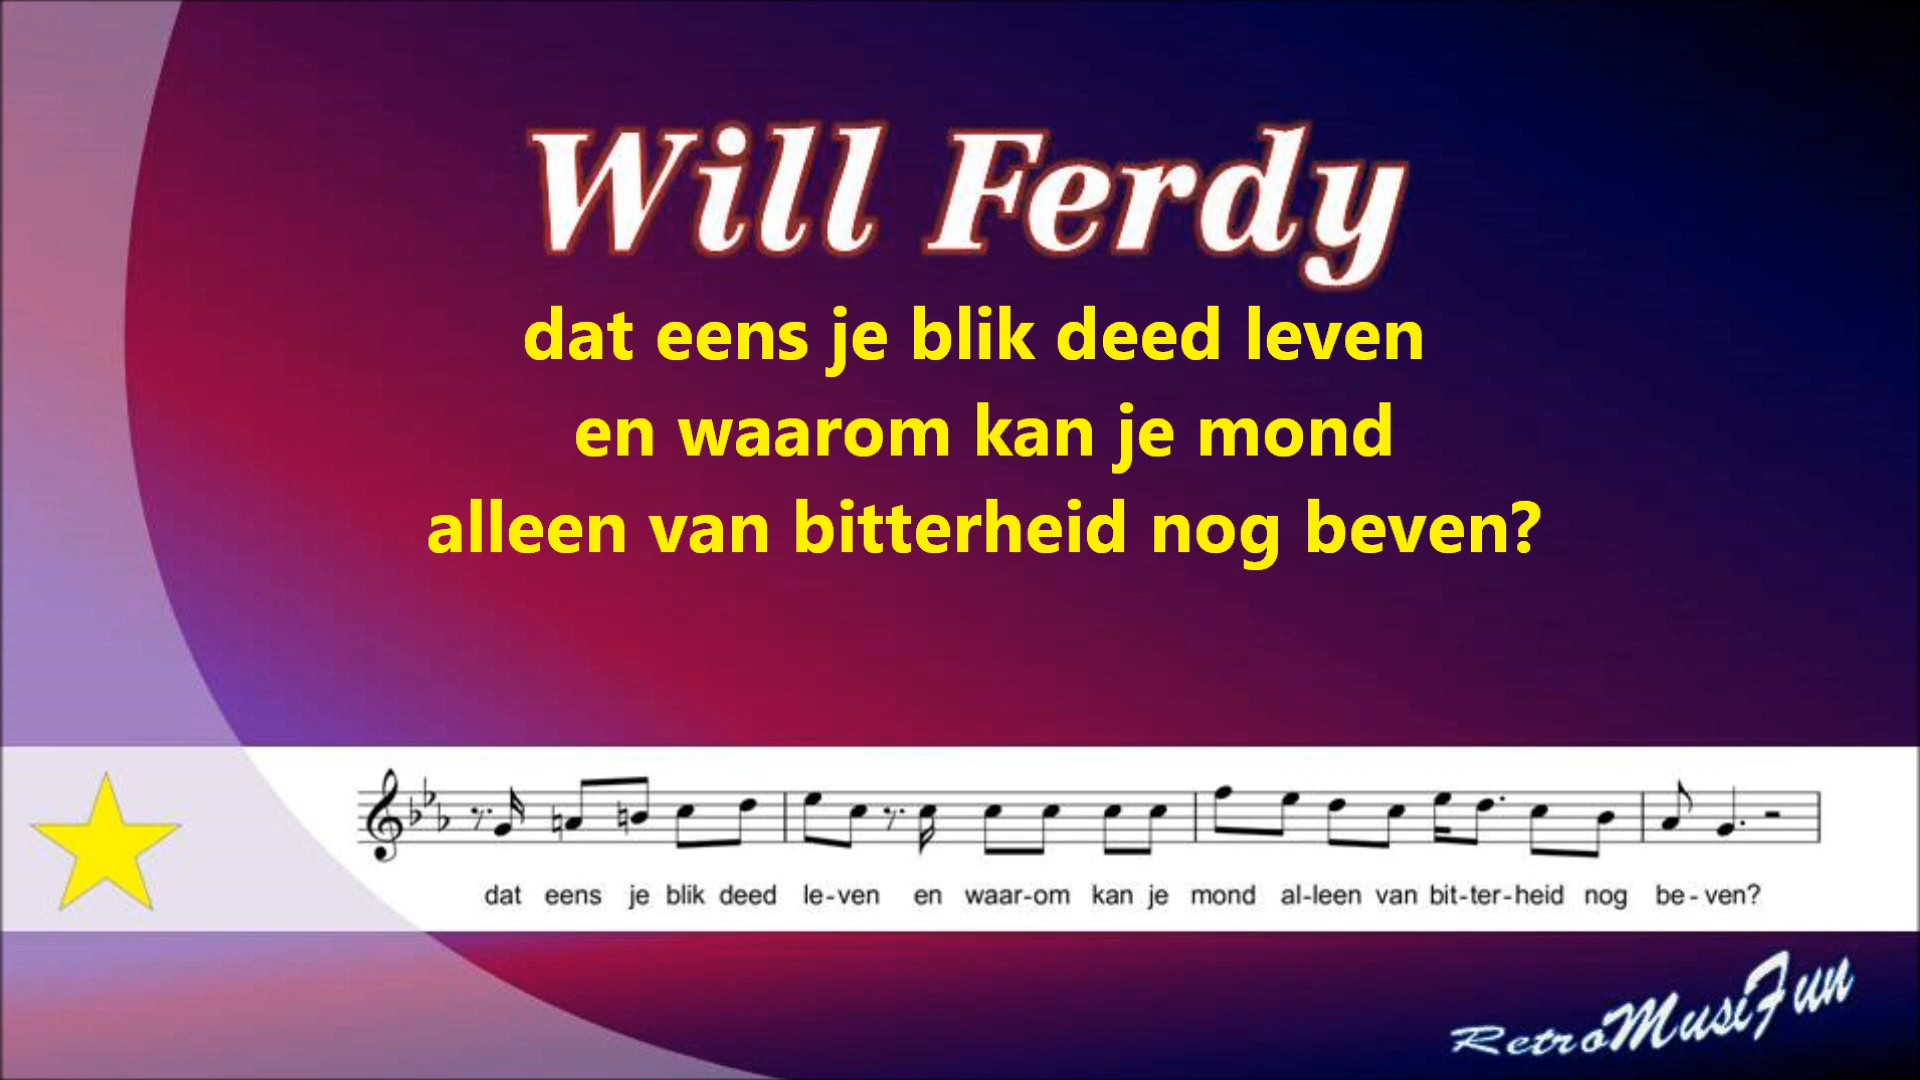 Will Ferdy
dat eens je blik deed leven
en waarom kan je mond
alleen van bitterheid nog beven?
dat eens je blik deed le-ven en waar-om kan je mond al-leen van bit-ter-heid nog be-ven?
RetroMusiFun